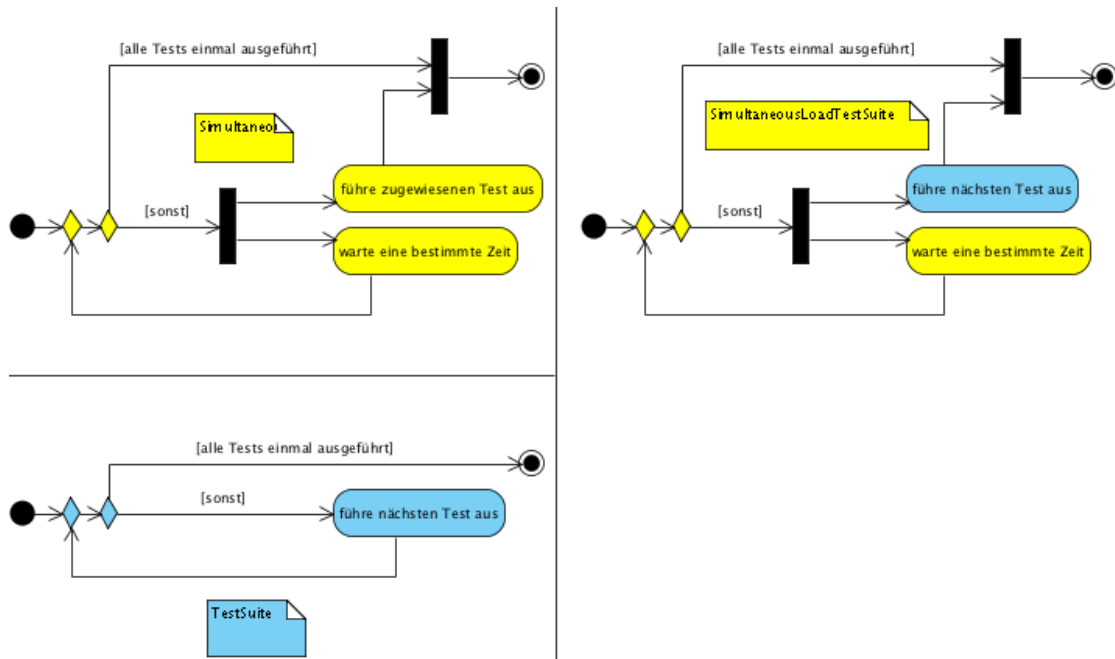 [alle Tests einmal ausgeführt]
Simultaneo
führe zugewiesenen Test aus
[sonst]
warte eine bestimmte Zeit
[alle Tests einmal ausgeführt]
SimultaneousLoadTestSuite
führe nächsten Test aus
[sonst]
warte eine bestimmte Zeit
[alle Tests einmal ausgeführt]
[sonst]
führe nächsten Test aus
TestSuite